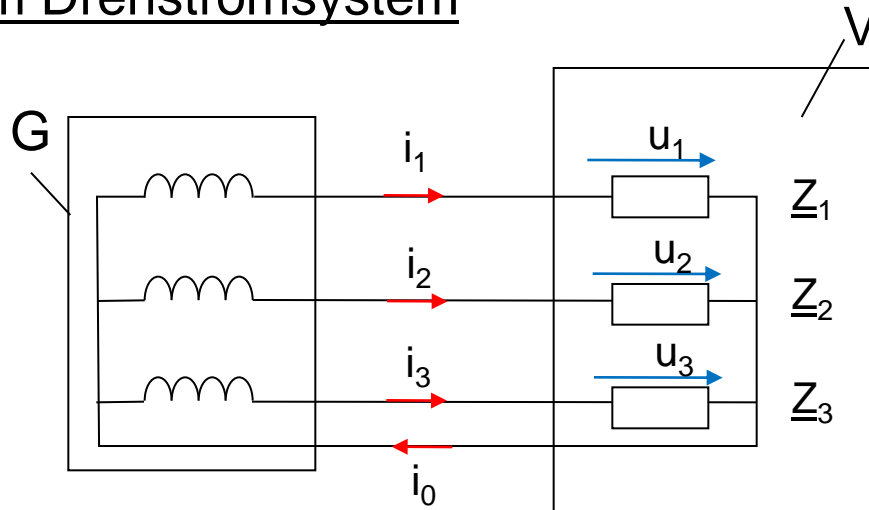 Drehstromsystem
V
G
i₁
u₁
Z₁
i₂
u₂
Z₂
i₃
u₃
Z₃
i₀